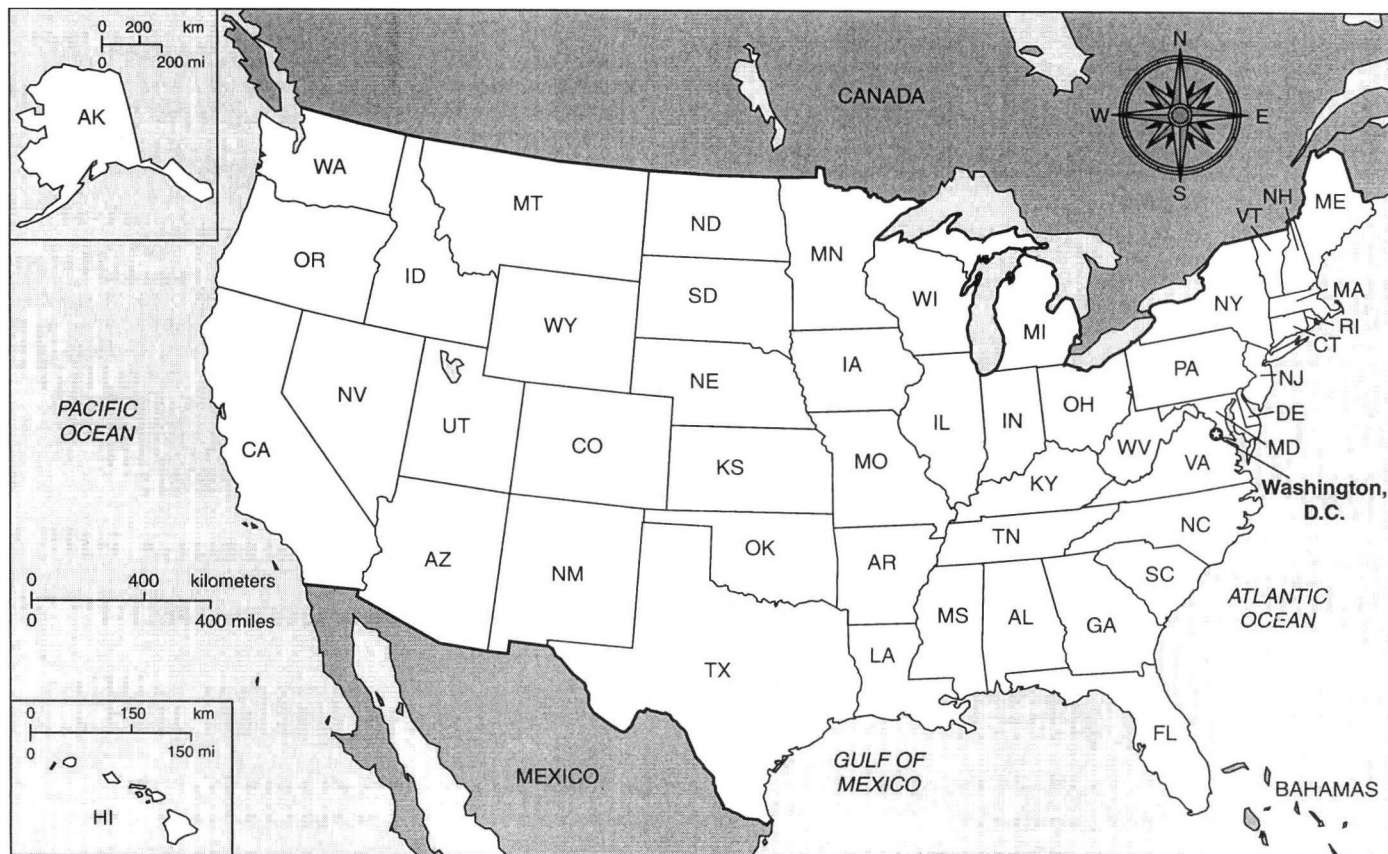 0 200 km
0 200 mi
AK
CANADA
N
W E
S
WA
MT
ND
MN
OR
ID
SD
WI
MI
NY
VT
NH
ME
MA
RI
CT
WY
IA
NE
PA
NJ
NV
UT
CO
IL
IN
OH
DE
MD
PACIFIC
OCEAN
CA
KS
MO
WV
VA
KY
Washington,
D.C.
AZ
NM
OK
AR
TN
NC
SC
0 400 kilometers
0 400 miles
MS
AL
GA
ATLANTIC
OCEAN
TX
LA
FL
0 150 km
0 150 mi
HI
MEXICO
GULF OF
MEXICO
BAHAMAS